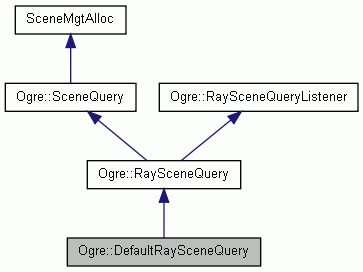 SceneMgtAlloc
Ogre::SceneQuery
Ogre::RaySceneQueryListener
Ogre::RaySceneQuery
Ogre::DefaultRaySceneQuery